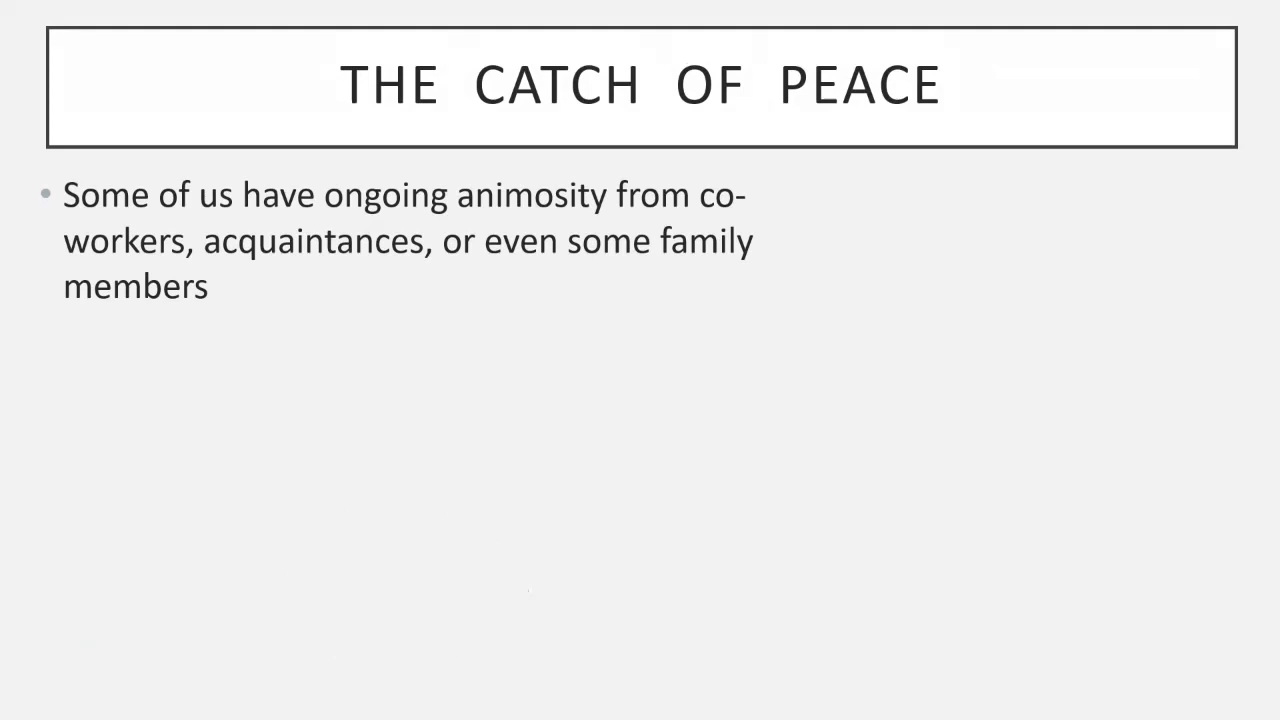 THE CATCH OF PEACE
• Some of us have ongoing animosity from co-
workers, acquaintances, or even some family
members